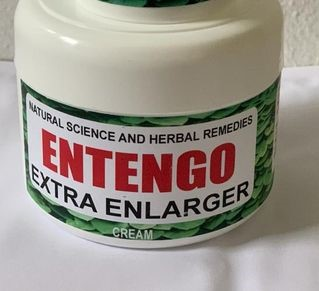 NATURAL SCIENCE AND HERBAL REMEDIES
ENTENGO
EXTRA ENLARGER
CREAM